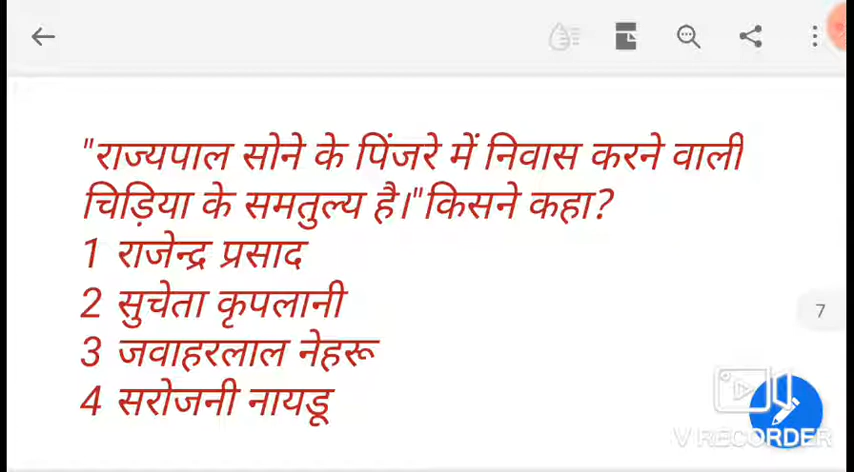 "राज्यपाल सोने के पिंजरे में निवास करने वाली
चिड़िया के समतुल्य है।"किसने कहा?
1 राजेन्द्र प्रसाद
2 सुचेता कृपलानी
3 जवाहरलाल नेहरू
4 सरोजनी नायडू
7
V RECORDER